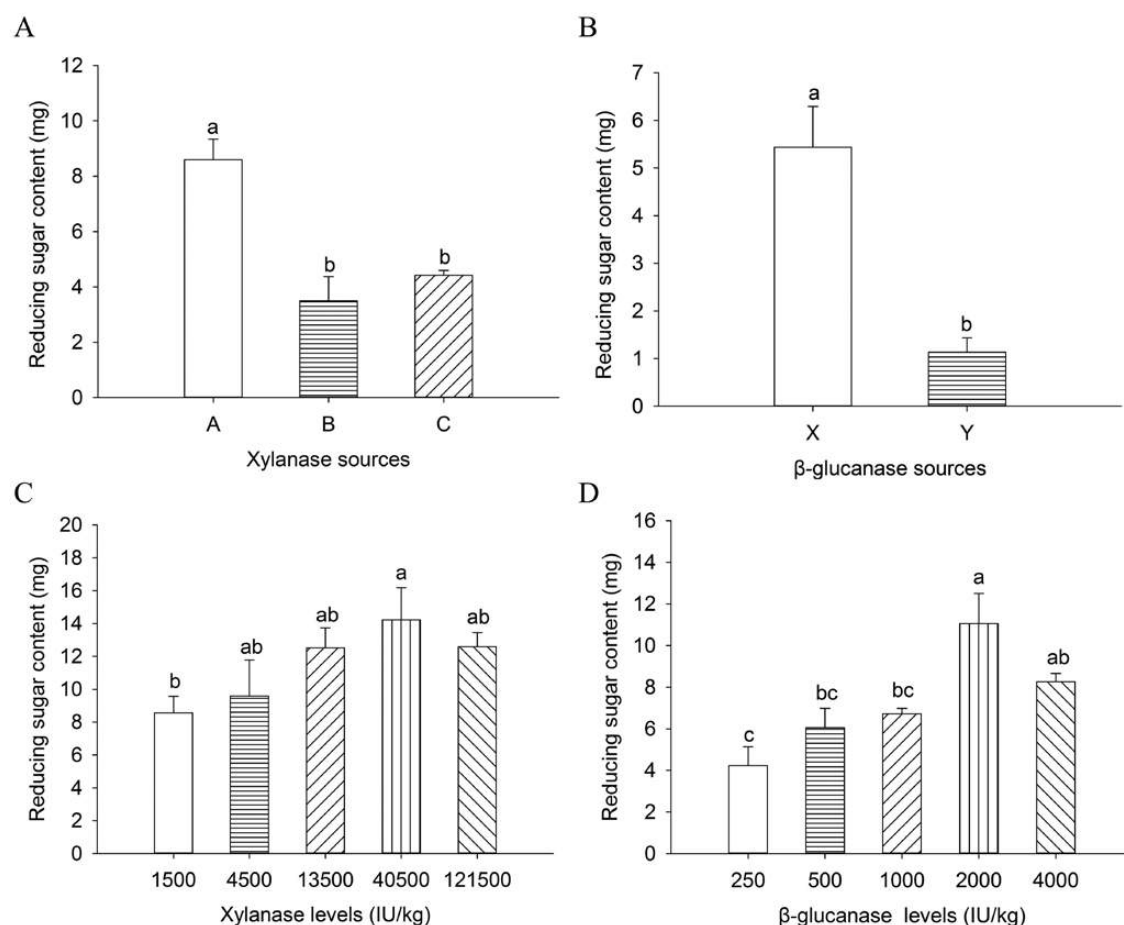 A
Reducing sugar content (mg)
12
10
8
6
4
2
0
a
b
b
A B C
Xylanase sources
B
Reducing sugar content (mg)
7
6
5
4
3
2
1
0
a
b
X Y
β-glucanase sources
C
Reducing sugar content (mg)
20
18
16
14
12
10
8
6
4
2
0
b
ab
ab
a
ab
1500 4500 13500 40500 121500
Xylanase levels (IU/kg)
D
Reducing sugar content (mg)
16
14
12
10
8
6
4
2
0
c
bc
bc
a
ab
250 500 1000 2000 4000
β-glucanase levels (IU/kg)